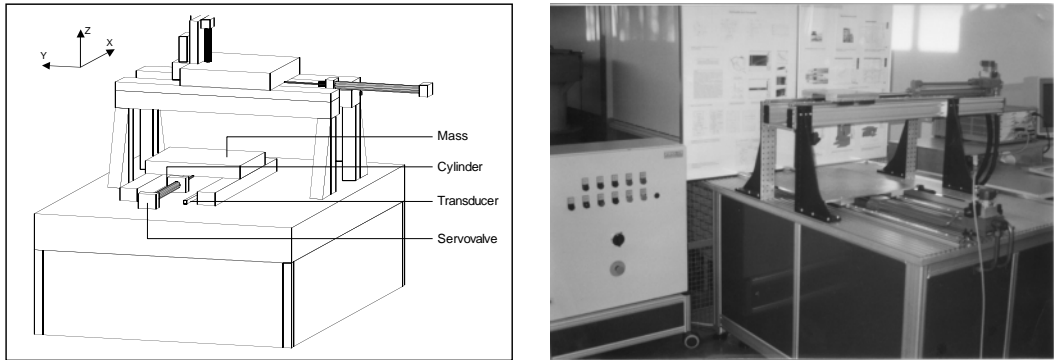 Z
X
Y
Mass
Cylinder
Transducer
Servovalve